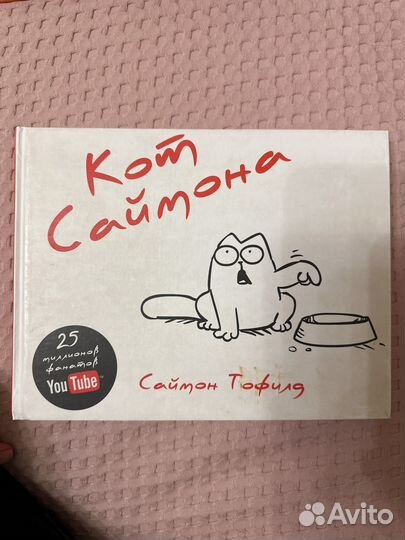 Кот
Саймона
25
миллионов
фанатов
YouTube
Саймон Тофилд
Avito